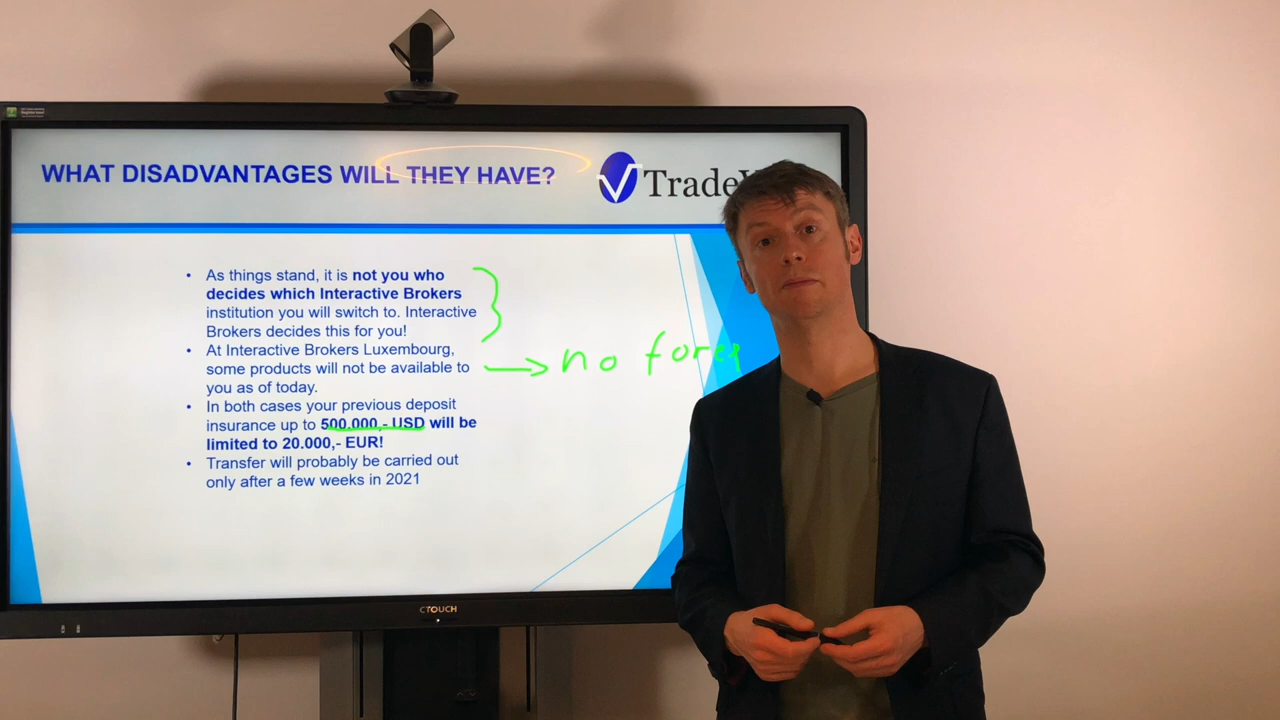 WHAT DISADVANTAGES WILL THEY HAVE?
• As things stand, it is not you who
decides which Interactive Brokers
institution you will switch to. Interactive
Brokers decides this for you!
• At Interactive Brokers Luxembourg,
some products will not be available to
you as of today.
no
• In both cases your previous deposit
insurance up to 500.000,- USD will be
limited to 20.000,- EUR!
• Transfer will probably be carried out
only after a few weeks in 2021
CTOUCH